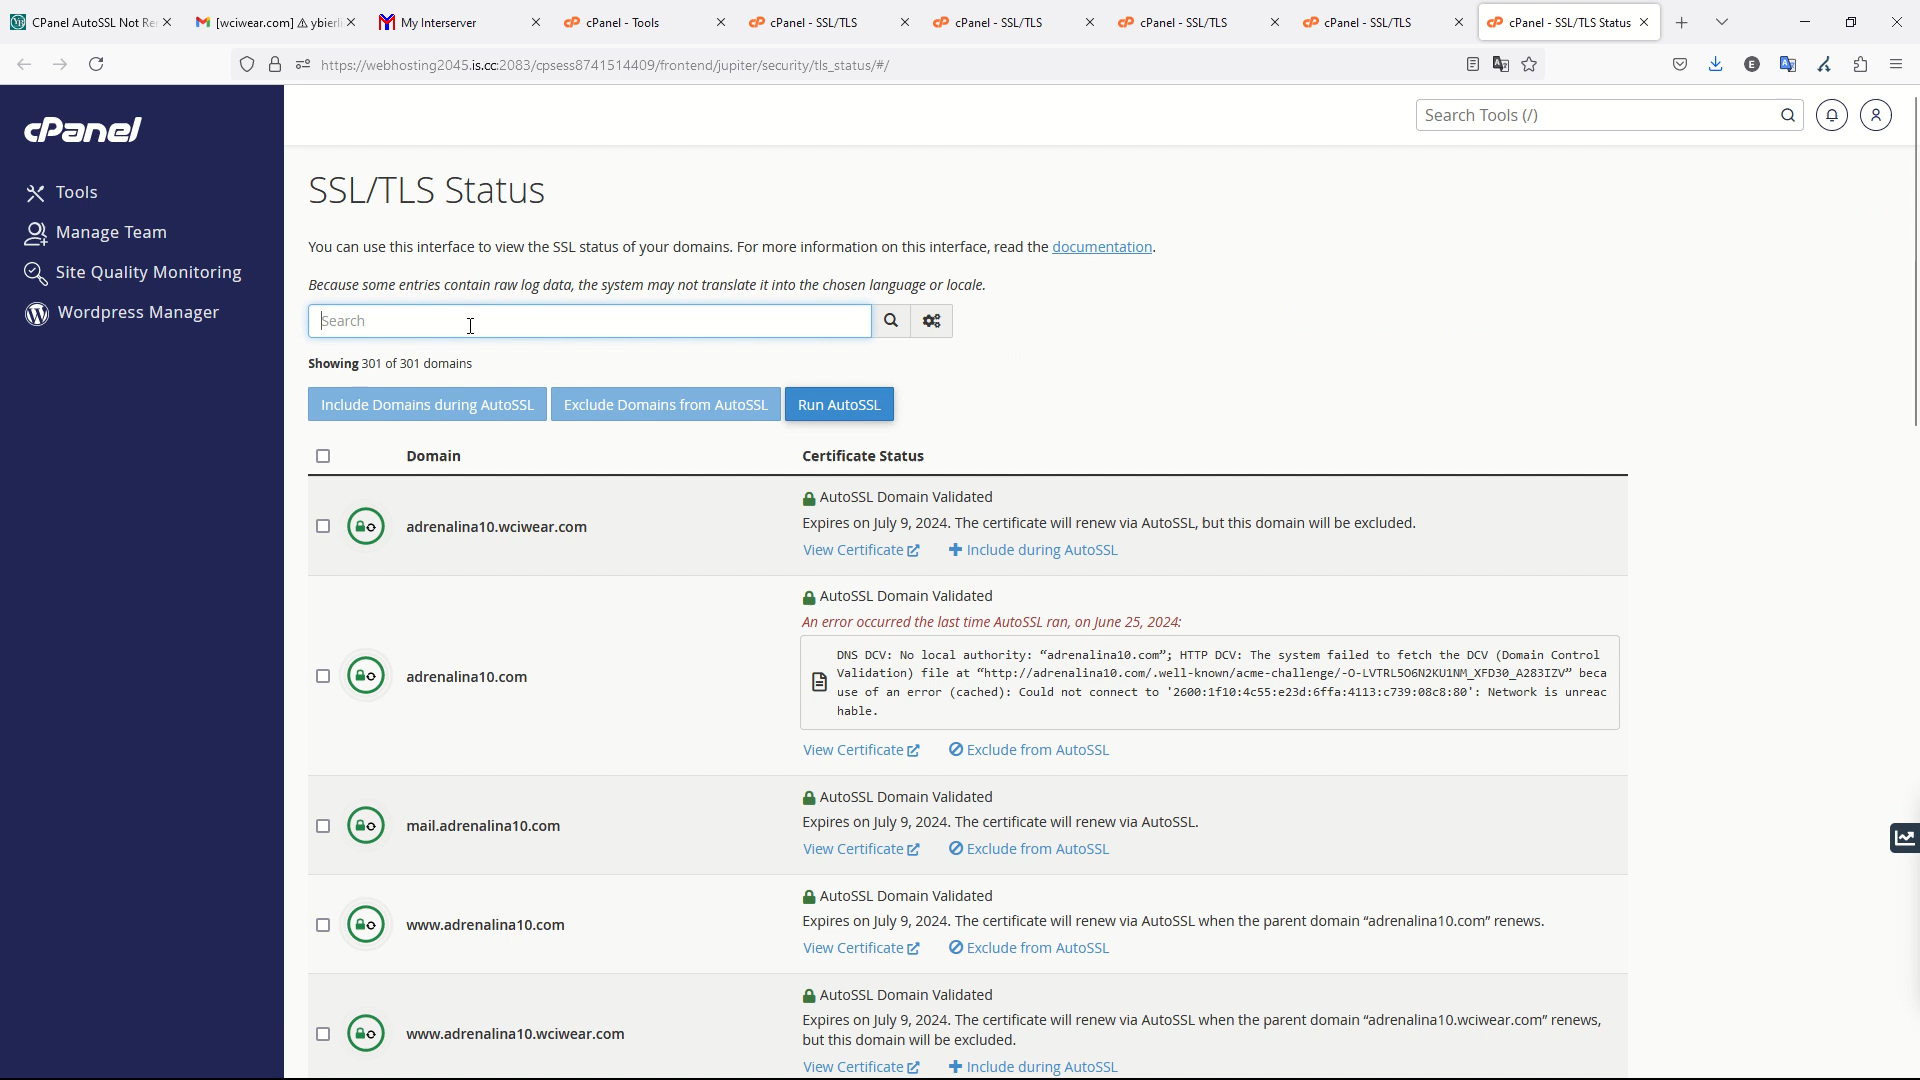 CPanel AutoSSL Not Re
[wciwear.com] ⚠ ybierli
My Interserver
cPanel - Tools
cPanel - SSL/TLS
cPanel - SSL/TLS
cPanel - SSL/TLS
cPanel - SSL/TLS
cPanel - SSL/TLS Status
https://webhosting2045.is.cc:2083/cpsess8741514409/frontend/jupiter/security/tls_status/#/
cPanel
Search Tools (/)
Tools
Manage Team
Site Quality Monitoring
Wordpress Manager
SSL/TLS Status
You can use this interface to view the SSL status of your domains. For more information on this interface, read the documentation.
Because some entries contain raw log data, the system may not translate it into the chosen language or locale.
Search
Showing 301 of 301 domains
Include Domains during AutoSSL
Exclude Domains from AutoSSL
Run AutoSSL
Domain
Certificate Status
adrenalina10.wciwear.com
AutoSSL Domain Validated
Expires on July 9, 2024. The certificate will renew via AutoSSL, but this domain will be excluded.
View Certificate
Include during AutoSSL
adrenalina10.com
AutoSSL Domain Validated
An error occurred the last time AutoSSL ran, on June 25, 2024:
DNS DCV: No local authority: “adrenalina10.com”; HTTP DCV: The system failed to fetch the DCV (Domain Control
Validation) file at “http://adrenalina10.com/.well-known/acme-challenge/-O-LVTRL5O6N2KU1NM_XFD30_A283IZV” beca
use of an error (cached): Could not connect to '2600:1f10:4c55:e23d:6ffa:4113:c739:08c8:80': Network is unreac
hable.
View Certificate
Exclude from AutoSSL
mail.adrenalina10.com
AutoSSL Domain Validated
Expires on July 9, 2024. The certificate will renew via AutoSSL.
View Certificate
Exclude from AutoSSL
www.adrenalina10.com
AutoSSL Domain Validated
Expires on July 9, 2024. The certificate will renew via AutoSSL when the parent domain “adrenalina10.com” renews.
View Certificate
Exclude from AutoSSL
www.adrenalina10.wciwear.com
AutoSSL Domain Validated
Expires on July 9, 2024. The certificate will renew via AutoSSL when the parent domain “adrenalina10.wciwear.com” renews,
but this domain will be excluded.
View Certificate
Include during AutoSSL